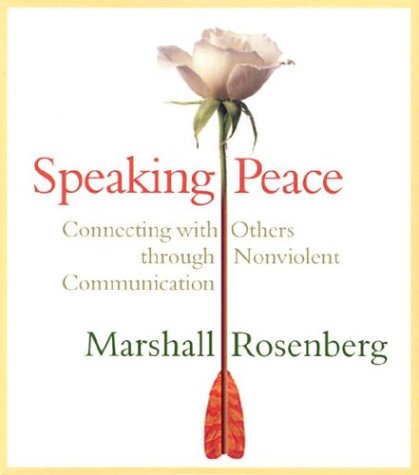 Speaking Peace
Connecting with Others
through Nonviolent
Communication
Marshall Rosenberg